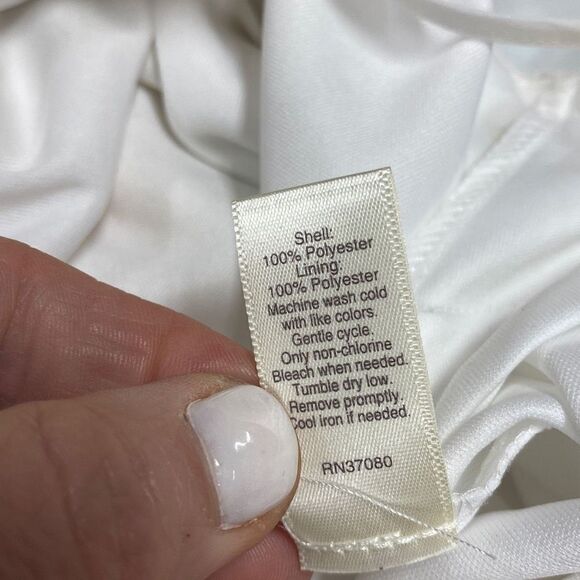 Shell:
100% Polyester
Lining:
100% Polyester
Machine wash cold
with like colors.
Gentle cycle.
Only non-chlorine
Bleach when needed.
Tumble dry low.
Remove promptly.
Cool iron if needed.
RN37080